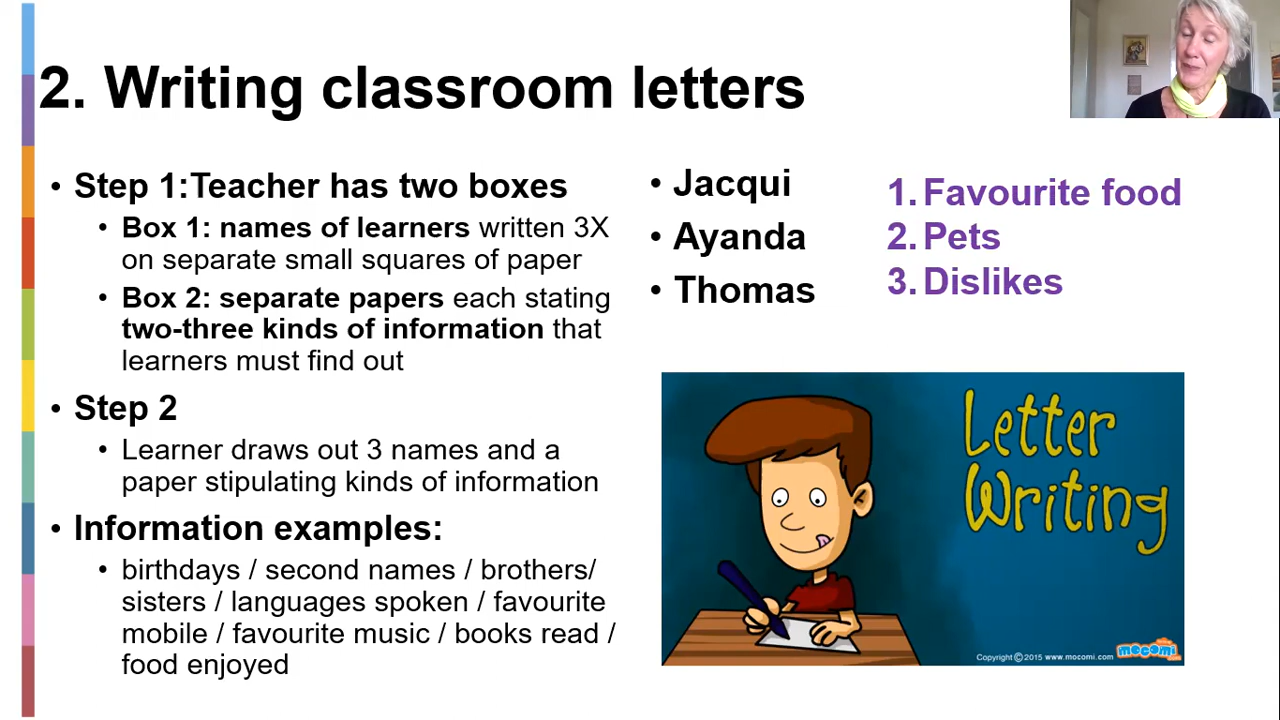 2. Writing classroom letters
• Step 1:Teacher has two boxes
• Box 1: names of learners written 3X
on separate small squares of paper
• Box 2: separate papers each stating
two-three kinds of information that
learners must find out
• Step 2
• Learner draws out 3 names and a
paper stipulating kinds of information
• Information examples:
• birthdays / second names / brothers/
sisters / languages spoken / favourite
mobile / favourite music / books read /
food enjoyed
• Jacqui
• Ayanda
• Thomas
1. Favourite food
2. Pets
3. Dislikes
Letter
Writing
Copyright © 2015 www.mocomi.com mocomi